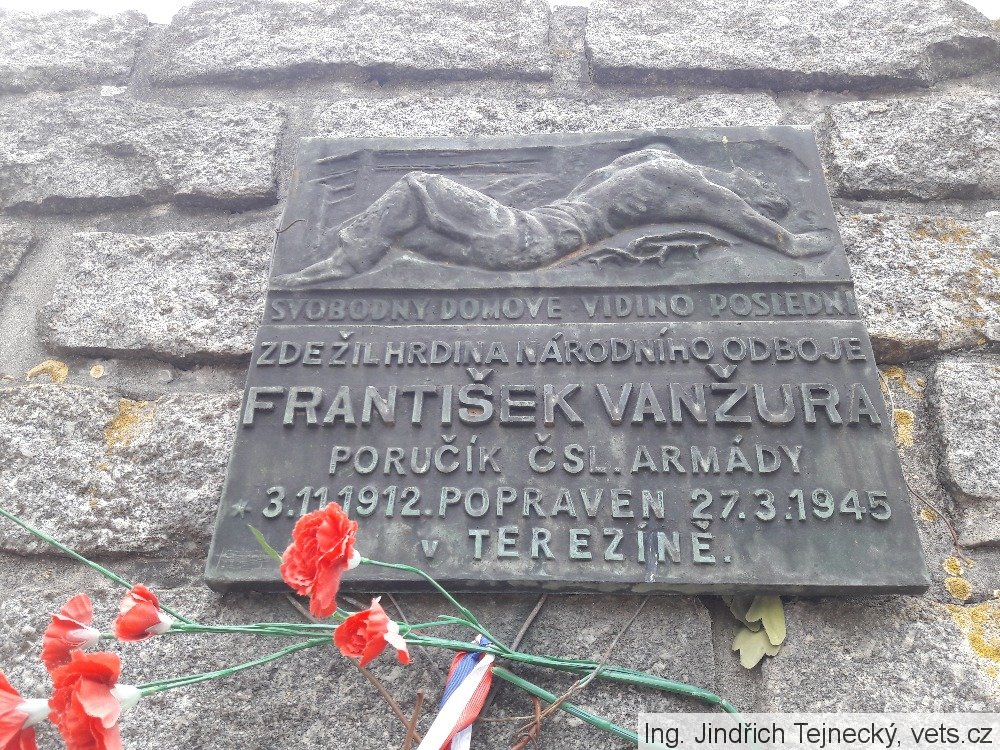 SVOBODNÝ DOMOVE VIDINO POSLEDNÍ
ZDE ŽIL HRDINA NÁRODNÍHO ODBOJE
FRANTIŠEK VANŽURA
PORUČÍK ČSL. ARMÁDY
* 3.11.1912. POPRAVEN 27.3.1945
v TEREZÍNĚ.
Ing. Jindřich Tejnecký, vets.cz